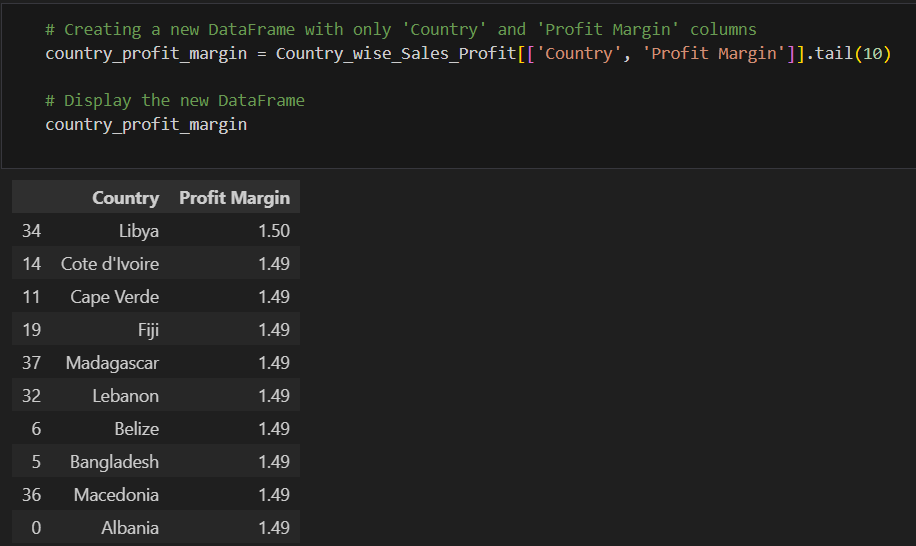 # Creating a new DataFrame with only 'Country' and 'Profit Margin' columns
country_profit_margin = Country_wise_Sales_Profit[['Country', 'Profit Margin']].tail(10)
# Display the new DataFrame
country_profit_margin
Country Profit Margin
34 Libya 1.50
14 Cote d'Ivoire 1.49
11 Cape Verde 1.49
19 Fiji 1.49
37 Madagascar 1.49
32 Lebanon 1.49
6 Belize 1.49
5 Bangladesh 1.49
36 Macedonia 1.49
0 Albania 1.49